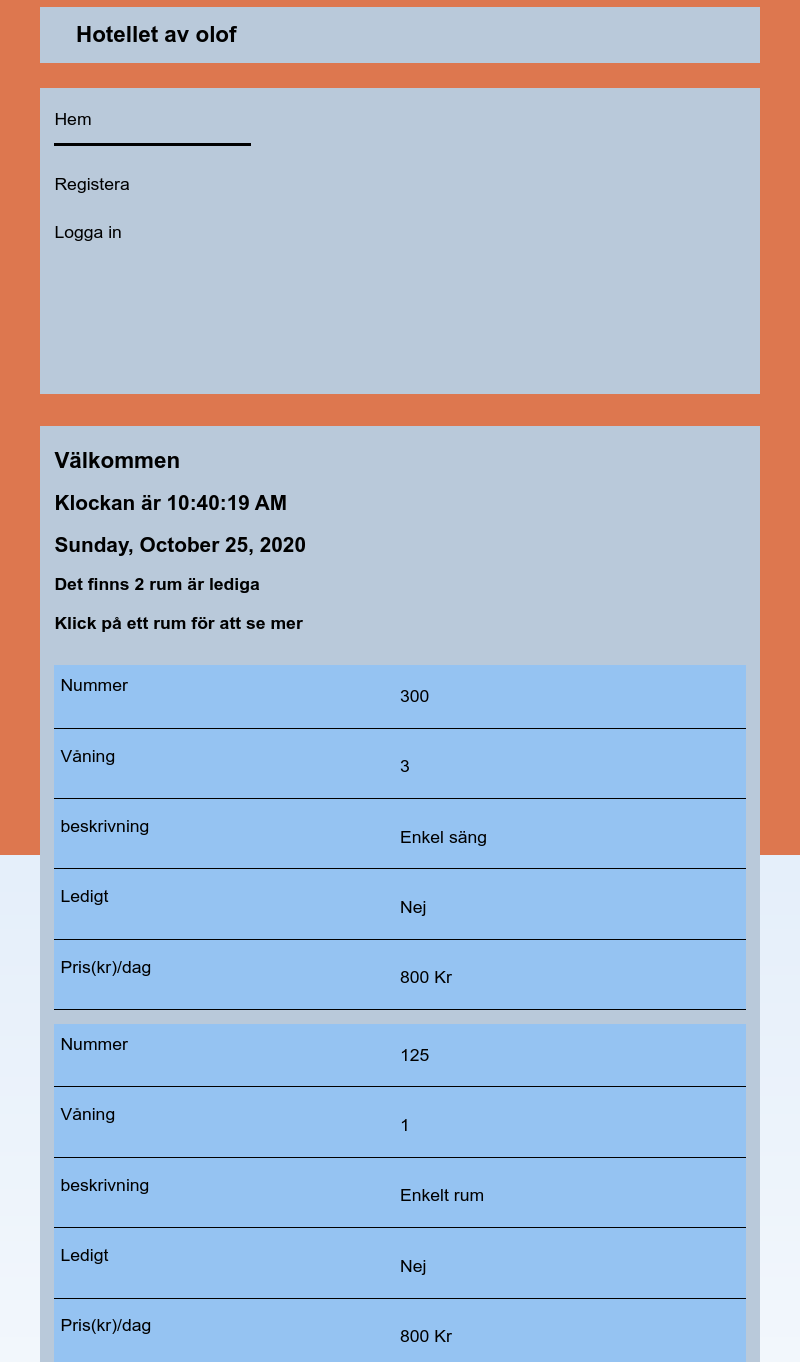 Hotellet av olof
Hem
Registera
Logga in
Välkommen
Klockan är 10:40:19 AM
Sunday, October 25, 2020
Det finns 2 rum är lediga
Klick på ett rum för att se mer
Nummer
300
Våning
3
beskrivning
Enkel säng
Ledigt
Nej
Pris(kr)/dag
800 Kr
Nummer
125
Våning
1
beskrivning
Enkelt rum
Ledigt
Nej
Pris(kr)/dag
800 Kr